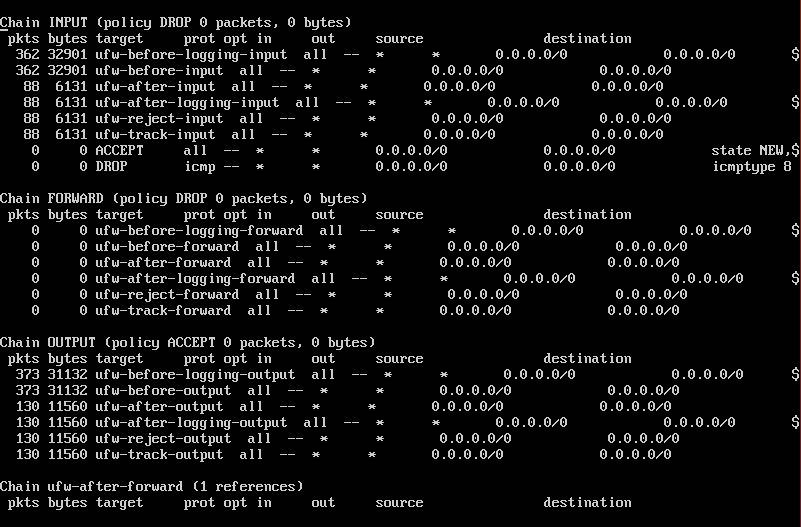 Chain INPUT (policy DROP 0 packets, 0 bytes)
 pkts bytes target     prot opt in     out     source               destination
  362 32901 ufw-before-logging-input  all  --  *      *       0.0.0.0/0            0.0.0.0/0           $
  362 32901 ufw-before-input  all  --  *      *       0.0.0.0/0            0.0.0.0/0
   88  6131 ufw-after-input  all  --  *      *       0.0.0.0/0            0.0.0.0/0
   88  6131 ufw-after-logging-input  all  --  *      *       0.0.0.0/0            0.0.0.0/0           $
   88  6131 ufw-reject-input  all  --  *      *       0.0.0.0/0            0.0.0.0/0
   88  6131 ufw-track-input  all  --  *      *       0.0.0.0/0            0.0.0.0/0
    0     0 ACCEPT     all  --  *      *       0.0.0.0/0            0.0.0.0/0            state NEW,$
    0     0 DROP       icmp --  *      *       0.0.0.0/0            0.0.0.0/0            icmptype 8

Chain FORWARD (policy DROP 0 packets, 0 bytes)
 pkts bytes target     prot opt in     out     source               destination
    0     0 ufw-before-logging-forward  all  --  *      *       0.0.0.0/0            0.0.0.0/0           $
    0     0 ufw-before-forward  all  --  *      *       0.0.0.0/0            0.0.0.0/0
    0     0 ufw-after-forward  all  --  *      *       0.0.0.0/0            0.0.0.0/0
    0     0 ufw-after-logging-forward  all  --  *      *       0.0.0.0/0            0.0.0.0/0           $
    0     0 ufw-reject-forward  all  --  *      *       0.0.0.0/0            0.0.0.0/0
    0     0 ufw-track-forward  all  --  *      *       0.0.0.0/0            0.0.0.0/0

Chain OUTPUT (policy ACCEPT 0 packets, 0 bytes)
 pkts bytes target     prot opt in     out     source               destination
  373 31132 ufw-before-logging-output  all  --  *      *       0.0.0.0/0            0.0.0.0/0           $
  373 31132 ufw-before-output  all  --  *      *       0.0.0.0/0            0.0.0.0/0
  130 11560 ufw-after-output  all  --  *      *       0.0.0.0/0            0.0.0.0/0
  130 11560 ufw-after-logging-output  all  --  *      *       0.0.0.0/0            0.0.0.0/0           $
  130 11560 ufw-reject-output  all  --  *      *       0.0.0.0/0            0.0.0.0/0
  130 11560 ufw-track-output  all  --  *      *       0.0.0.0/0            0.0.0.0/0

Chain ufw-after-forward (1 references)
 pkts bytes target     prot opt in     out     source               destination